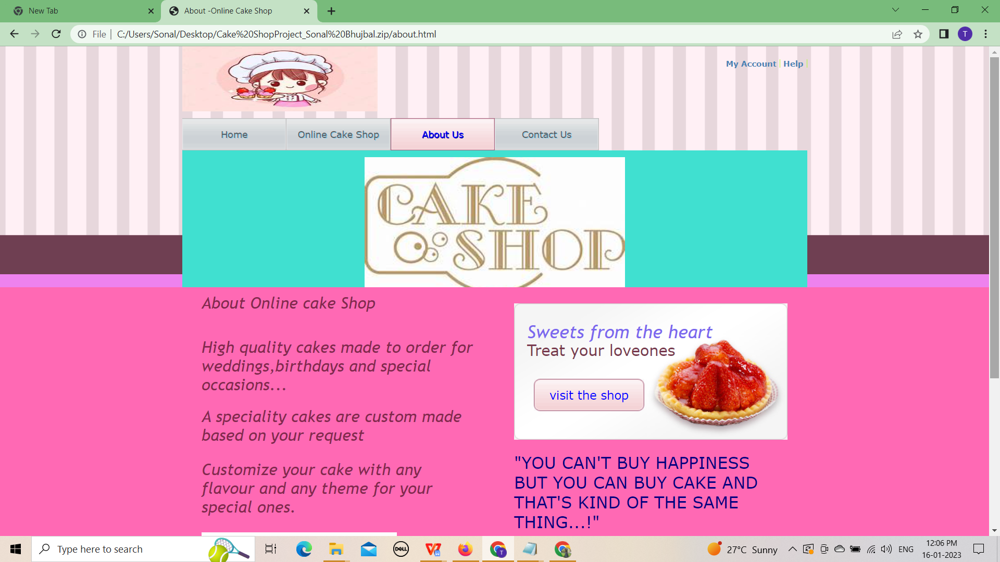 New Tab
About -Online Cake Shop
File
C:/Users/Sonal/Desktop/Cake%20ShopProject_Sonal%20Bhujbal.zip/about.html
T
My Account
Help
Home
Online Cake Shop
About Us
Contact Us
CAKE
SHOP
About Online cake Shop
High quality cakes made to order for
weddings,birthdays and special
occasions...
A speciality cakes are custom made
based on your request
Customize your cake with any
flavour and any theme for your
special ones.
Sweets from the heart
Treat your loveones
visit the shop
"YOU CAN'T BUY HAPPINESS
BUT YOU CAN BUY CAKE AND
THAT'S KIND OF THE SAME
THING...!"
Type here to search
DELL
W
T
27°C Sunny
ENG
12:06 PM
16-01-2023